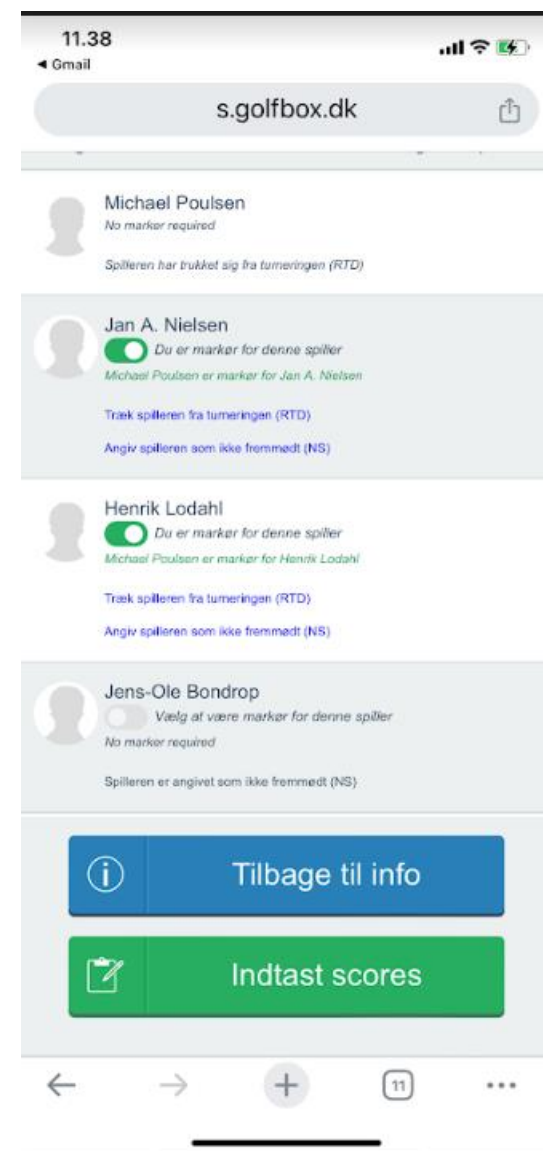 11.38
◄ Gmail
s.golfbox.dk
Michael Poulsen
No marker required
Spilleren har trukket sig fra turneringen (RTD)
Jan A. Nielsen
Du er markør for denne spiller
Michael Poulsen er markør for Jan A. Nielsen
Træk spilleren fra turneringen (RTD)
Angiv spilleren som ikke fremmødt (NS)
Henrik Lodahl
Du er markør for denne spiller
Michael Poulsen er markør for Henrik Lodahl
Træk spilleren fra turneringen (RTD)
Angiv spilleren som ikke fremmødt (NS)
Jens-Ole Bondrop
Vælg at være markør for denne spiller
No marker required
Spilleren er angivet som ikke fremmødt (NS)
Tilbage til info
Indtast scores
11